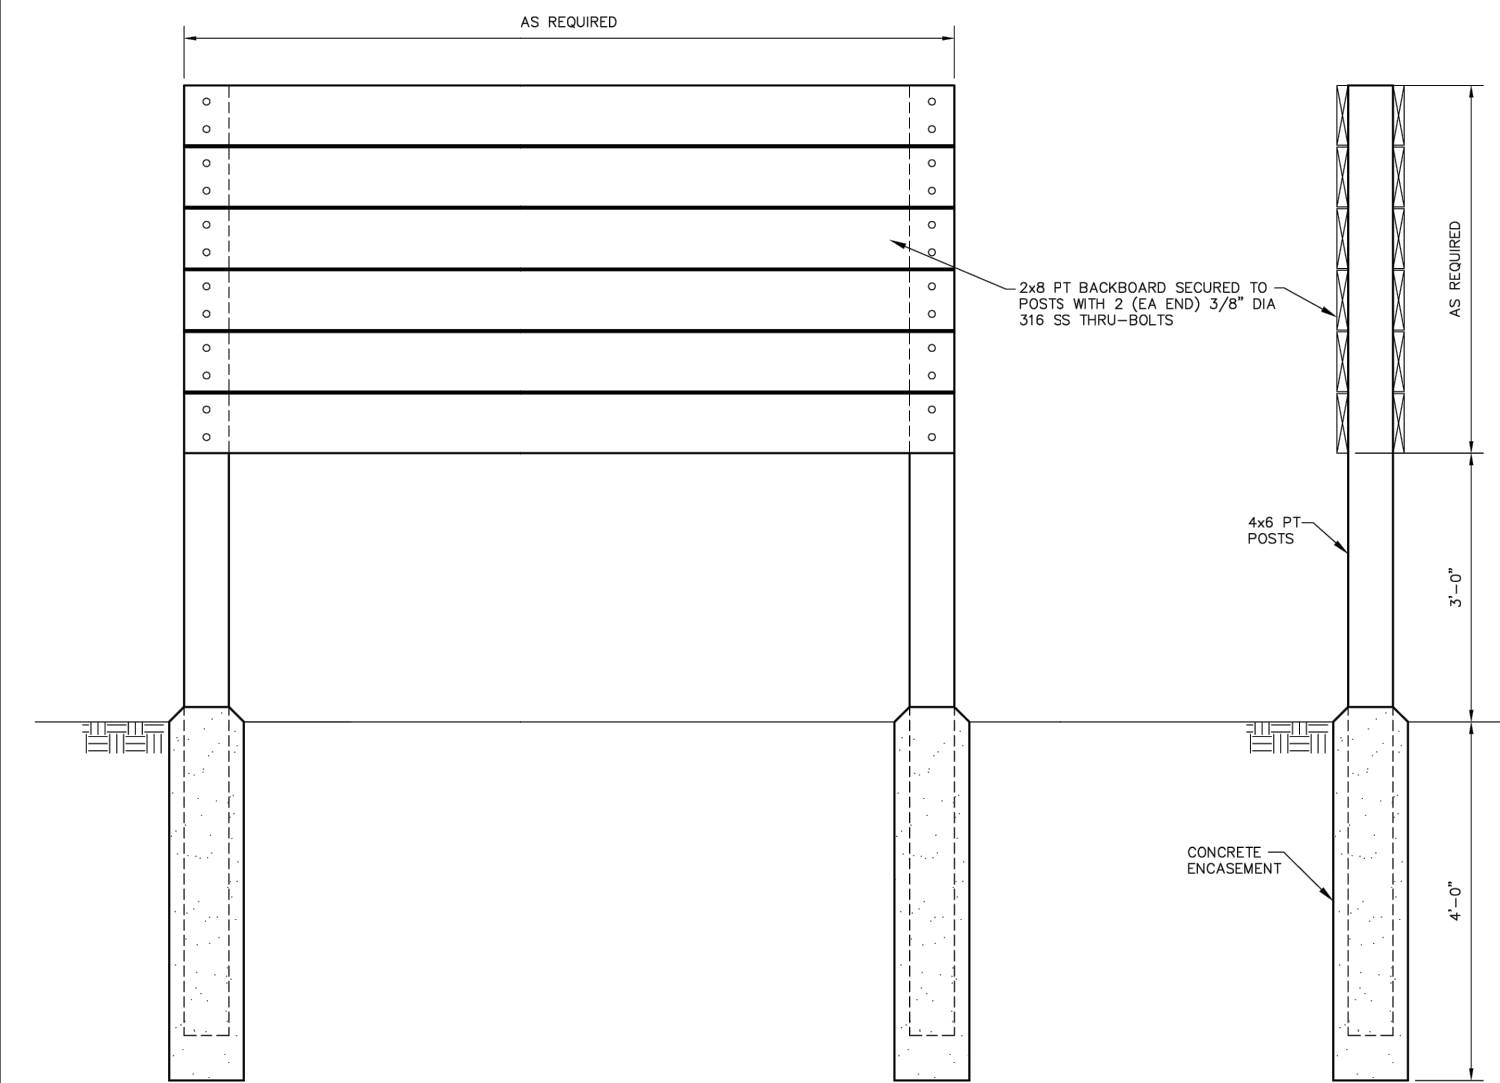 AS REQUIRED
2x8 PT BACKBOARD SECURED TO
POSTS WITH 2 (EA END) 3/8" DIA
316 SS THRU-BOLTS
AS REQUIRED
4x6 PT
POSTS
3'-0"
CONCRETE
ENCASEMENT
4'-0"